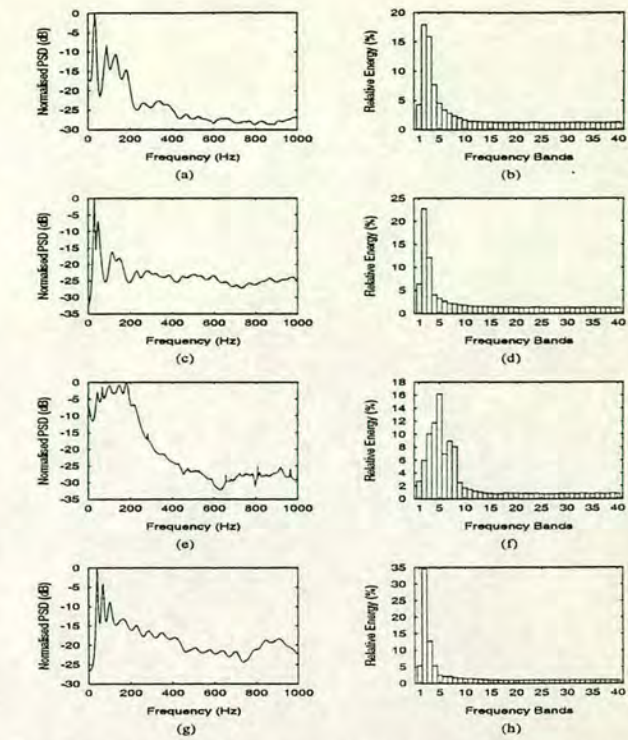 Normalised PSD (dB)
0
-5
-10
-15
-20
-25
-30
0 200 400 600 800 1000
Frequency (Hz)
(a)
Relative Energy (%)
20
15
10
5
0
1 5 10 15 20 25 30 35 40
Frequency Bands
(b)
Normalised PSD (dB)
0
-5
-10
-15
-20
-25
-30
-35
0 200 400 600 800 1000
Frequency (Hz)
(c)
Relative Energy (%)
25
20
15
10
5
0
1 5 10 15 20 25 30 35 40
Frequency Bands
(d)
Normalised PSD (dB)
0
-5
-10
-15
-20
-25
-30
-35
0 200 400 600 800 1000
Frequency (Hz)
(e)
Relative Energy (%)
18
16
14
12
10
8
6
4
2
0
1 5 10 15 20 25 30 35 40
Frequency Bands
(f)
Normalised PSD (dB)
0
-5
-10
-15
-20
-25
-30
0 200 400 600 800 1000
Frequency (Hz)
(g)
Relative Energy (%)
35
30
25
20
15
10
5
0
1 5 10 15 20 25 30 35 40
Frequency Bands
(h)